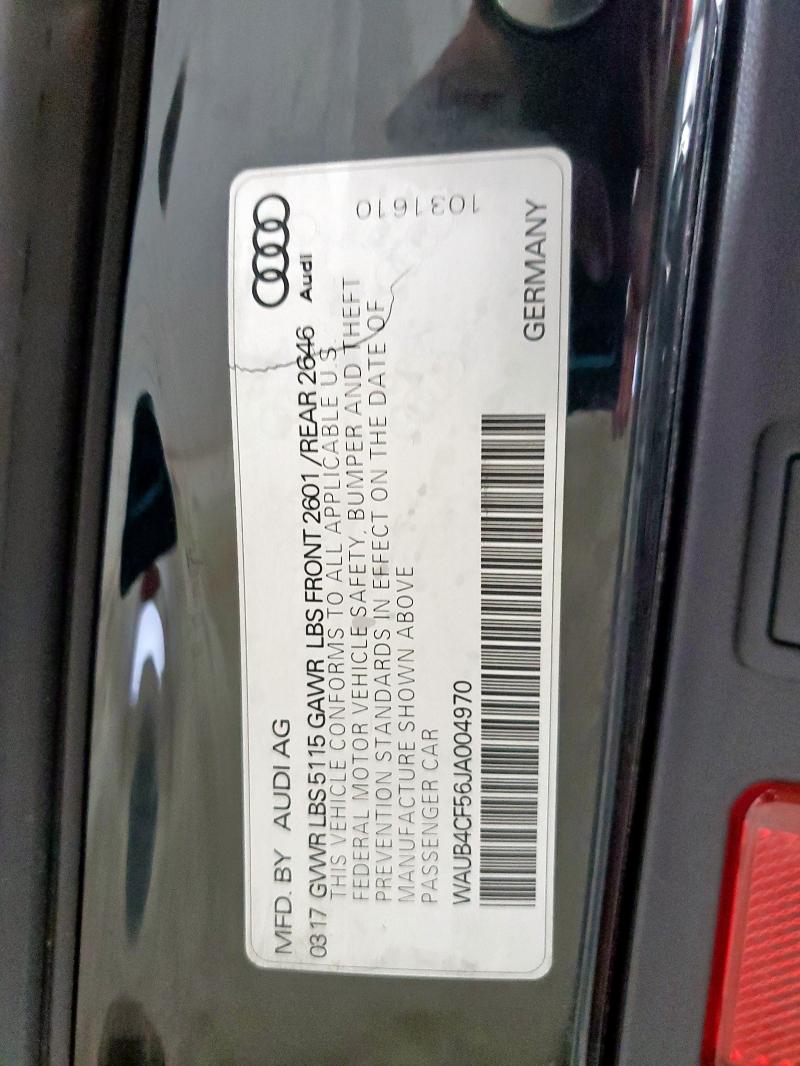 MFD. BY AUDI AG
Audi
0317 GVWR LBS 5115 GAWR LBS FRONT 2601 /REAR 2646
THIS VEHICLE CONFORMS TO ALL APPLICABLE U.S.
FEDERAL MOTOR VEHICLE SAFETY, BUMPER AND THEFT
PREVENTION STANDARDS IN EFFECT ON THE DATE OF
MANUFACTURE SHOWN ABOVE
PASSENGER CAR
1031610
WAUB4CF56JA004970
GERMANY